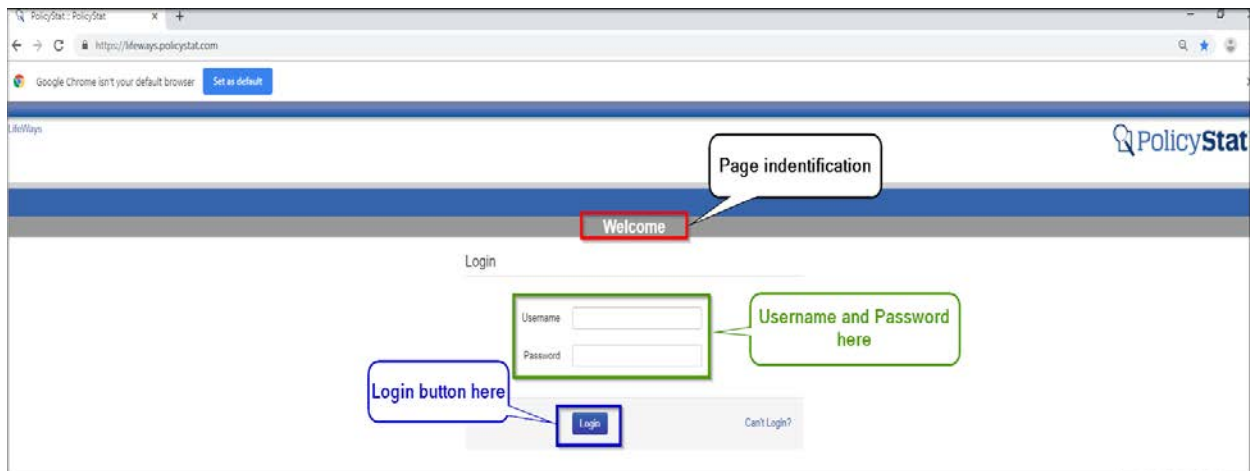 PolicyStat : PolicyStat x +
https://lifeways.policystat.com
Google Chrome isn't your default browser Set as default
LifeWays
PolicyStat
Page indentification
Welcome
Login
Username
Username and Password
here
Password
Login button here
Login
Can't Login?